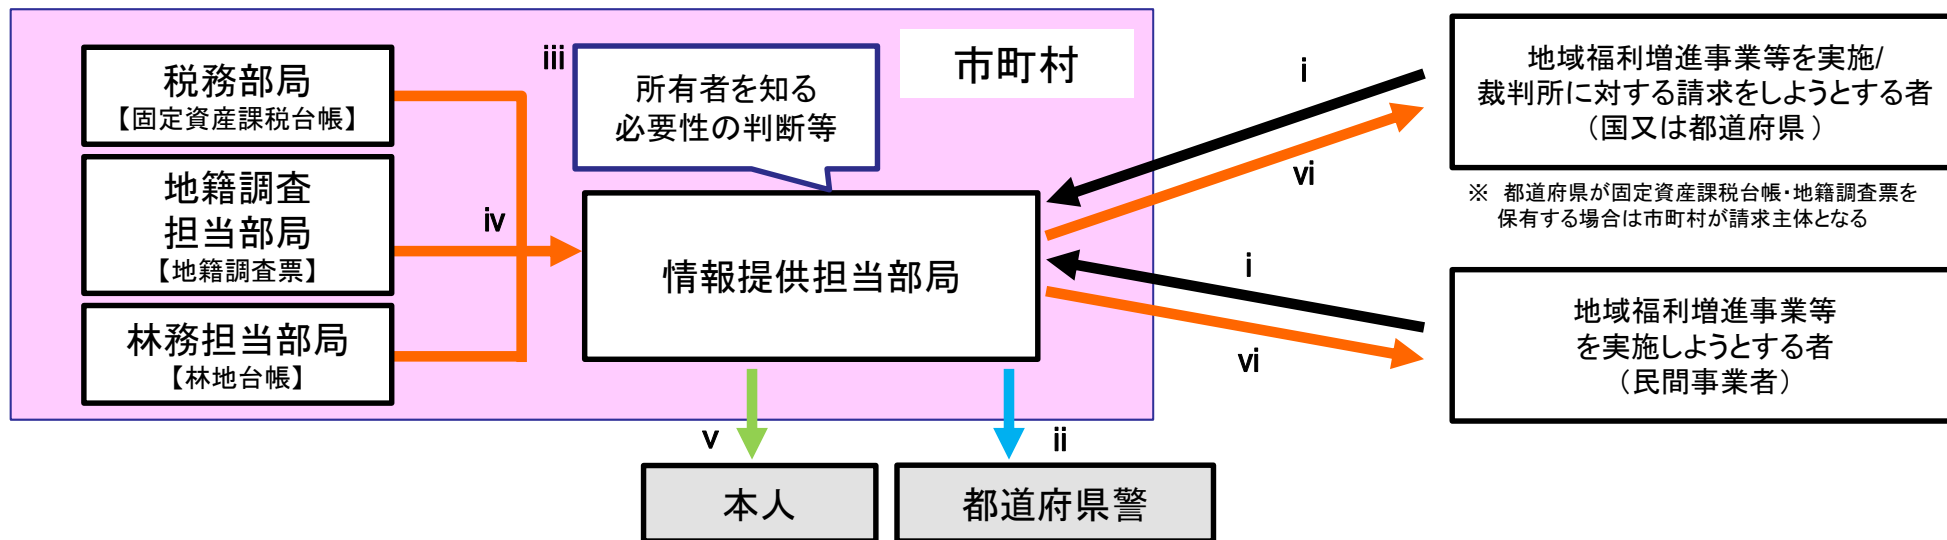 市町村
税務部局
【固定資産課税台帳】
地籍調査
担当部局
【地籍調査票】
林務担当部局
【林地台帳】
iv
iii
所有者を知る
必要性の判断等
情報提供担当部局
v
ii
本人
都道府県警
i
vi
i
vi
地域福利増進事業等を実施/
裁判所に対する請求をしようとする者
（国又は都道府県）
※ 都道府県が固定資産課税台帳・地籍調査票を
保有する場合は市町村が請求主体となる
地域福利増進事業等
を実施しようとする者
（民間事業者）